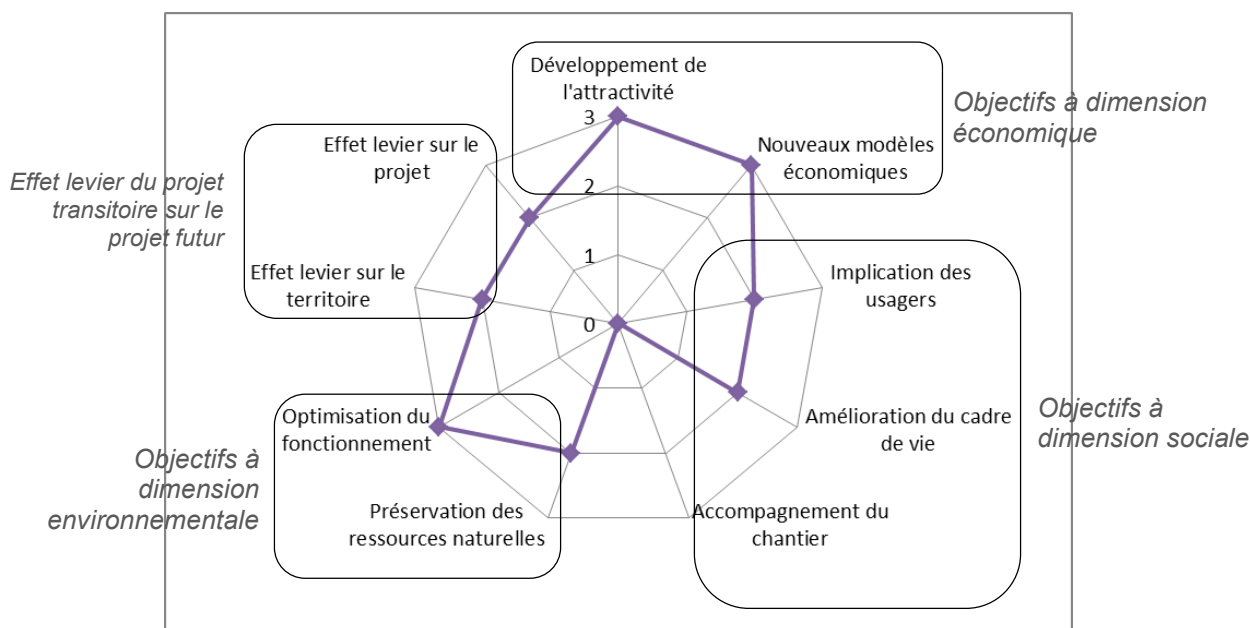 Développement de
l'attractivité
Objectifs à dimension
économique
Nouveaux modèles
économiques
Effet levier sur le
projet
Effet levier du projet
transitoire sur le
projet futur
Effet levier sur le
territoire
3
2
1
0
Implication des
usagers
Amélioration du cadre
de vie
Accompagnement du
chantier
Objectifs à
dimension sociale
Optimisation du
fonctionnement
Préservation des
ressources naturelles
Objectifs à
dimension
environnementale